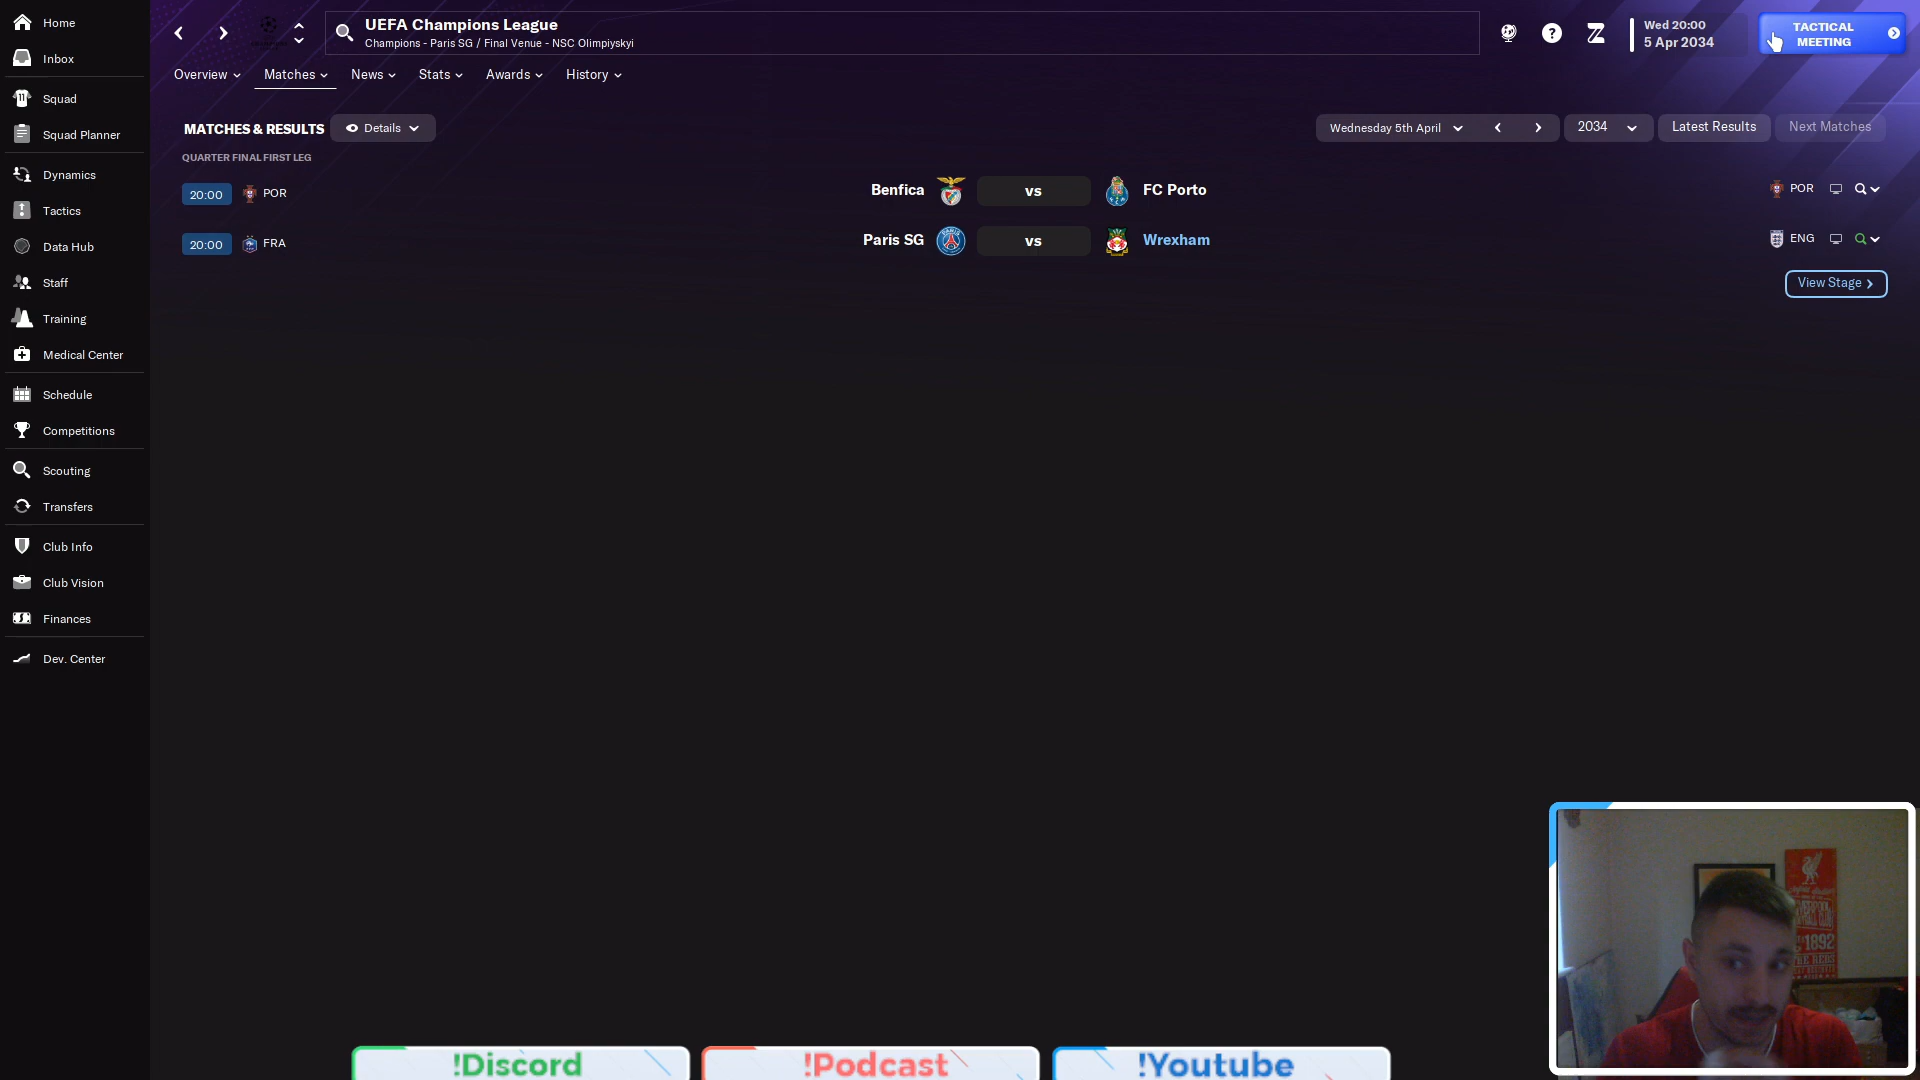 Home
Inbox
Squad
Squad Planner
Dynamics
Tactics
Data Hub
Staff
Training
Medical Center
Schedule
Competitions
Scouting
Transfers
Club Info
Club Vision
Finances
Dev. Center
UEFA Champions League
Champions - Paris SG / Final Venue - NSC Olimpiyskyi
Wed 20:00
5 Apr 2034
TACTICAL
MEETING
Overview Matches News Stats Awards History
MATCHES & RESULTS Details Wednesday 5th April 2034 Latest Results Next Matches
QUARTER FINAL FIRST LEG
20:00 POR Benfica vs FC Porto POR
20:00 FRA Paris SG vs Wrexham ENG
View Stage
1892
!Discord !Podcast !Youtube